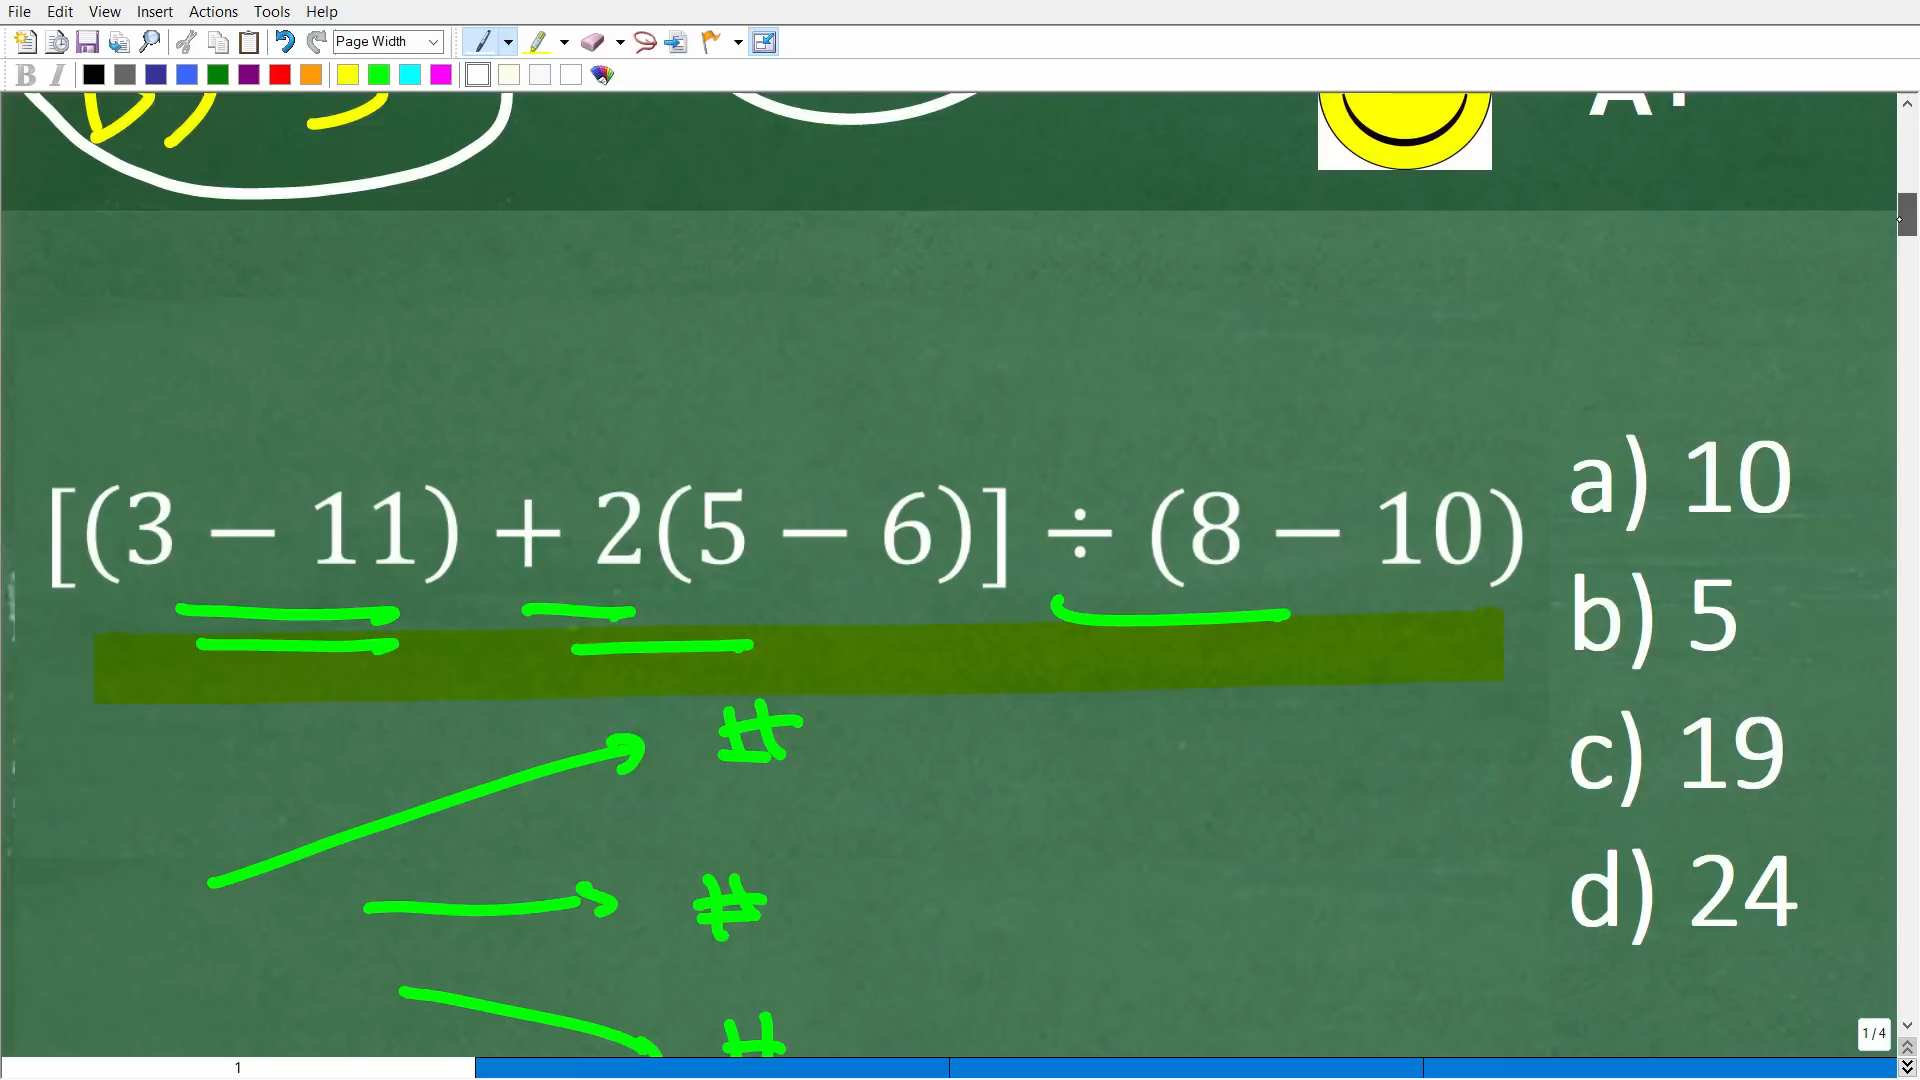 File Edit View Insert Actions Tools Help
Page Width
B I
b) 5
[(3 − 11) + 2(5 − 6)] ÷ (8 − 10)
a) 10
b) 5
c) 19
d) 24
#
#
#
1 / 4
1